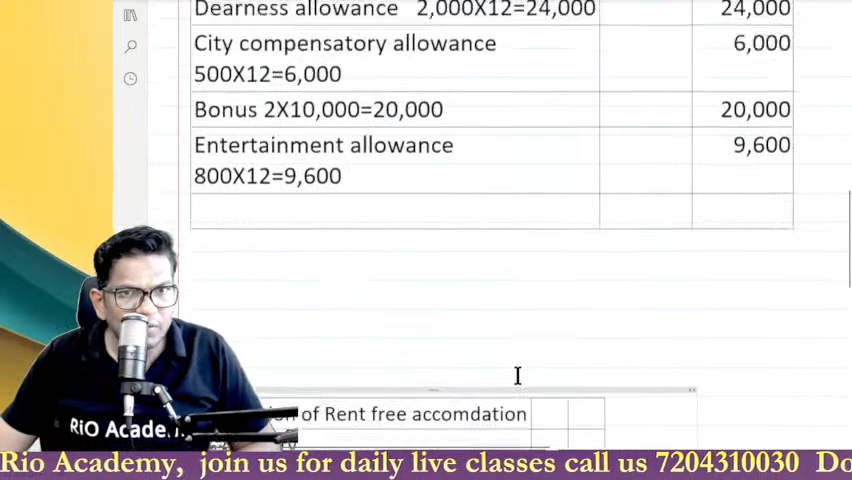 Dearness allowance 2,000X12=24,000 24,000
City compensatory allowance 6,000
500X12=6,000
Bonus 2X10,000=20,000 20,000
Entertainment allowance 9,600
800X12=9,600
of Rent free accomdation
RiO Academy
Rio Academy, join us for daily live classes call us 7204310030 Do